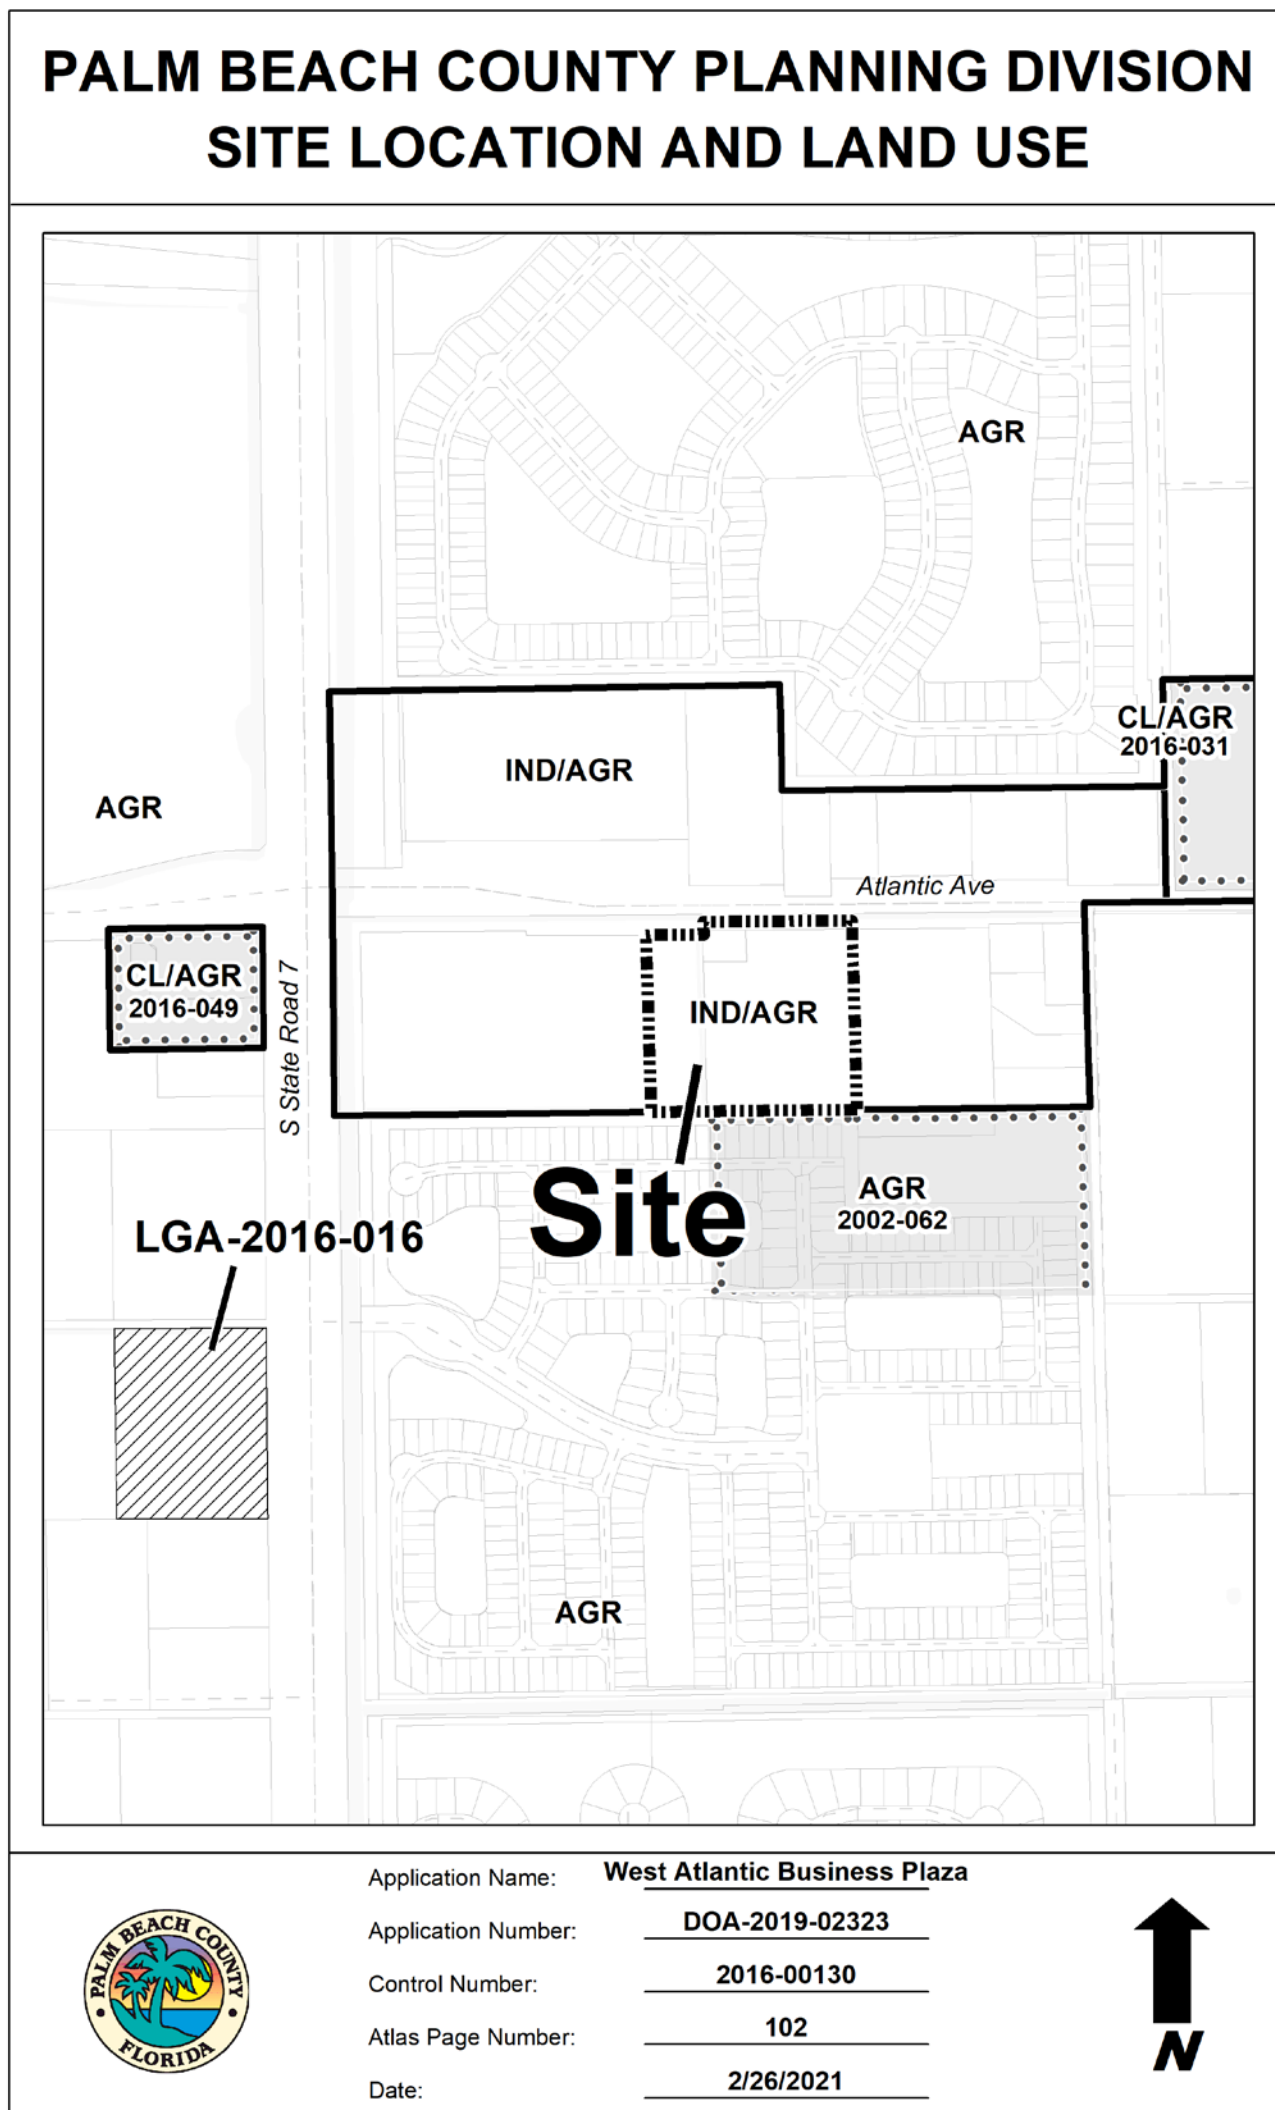 PALM BEACH COUNTY PLANNING DIVISION
SITE LOCATION AND LAND USE
AGR
CL/AGR
2016-031
IND/AGR
AGR
Atlantic Ave
CL/AGR
2016-049
S State Road 7
IND/AGR
Site
AGR
2002-062
LGA-2016-016
AGR
PALM BEACH COUNTY
FLORIDA
Application Name: West Atlantic Business Plaza
Application Number: DOA-2019-02323
Control Number: 2016-00130
Atlas Page Number: 102
Date: 2/26/2021
N